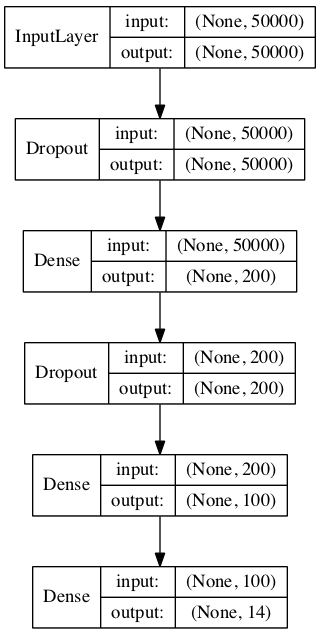 InputLayer
input: (None, 50000)
output: (None, 50000)
Dropout
input: (None, 50000)
output: (None, 50000)
Dense
input: (None, 50000)
output: (None, 200)
Dropout
input: (None, 200)
output: (None, 200)
Dense
input: (None, 200)
output: (None, 100)
Dense
input: (None, 100)
output: (None, 14)